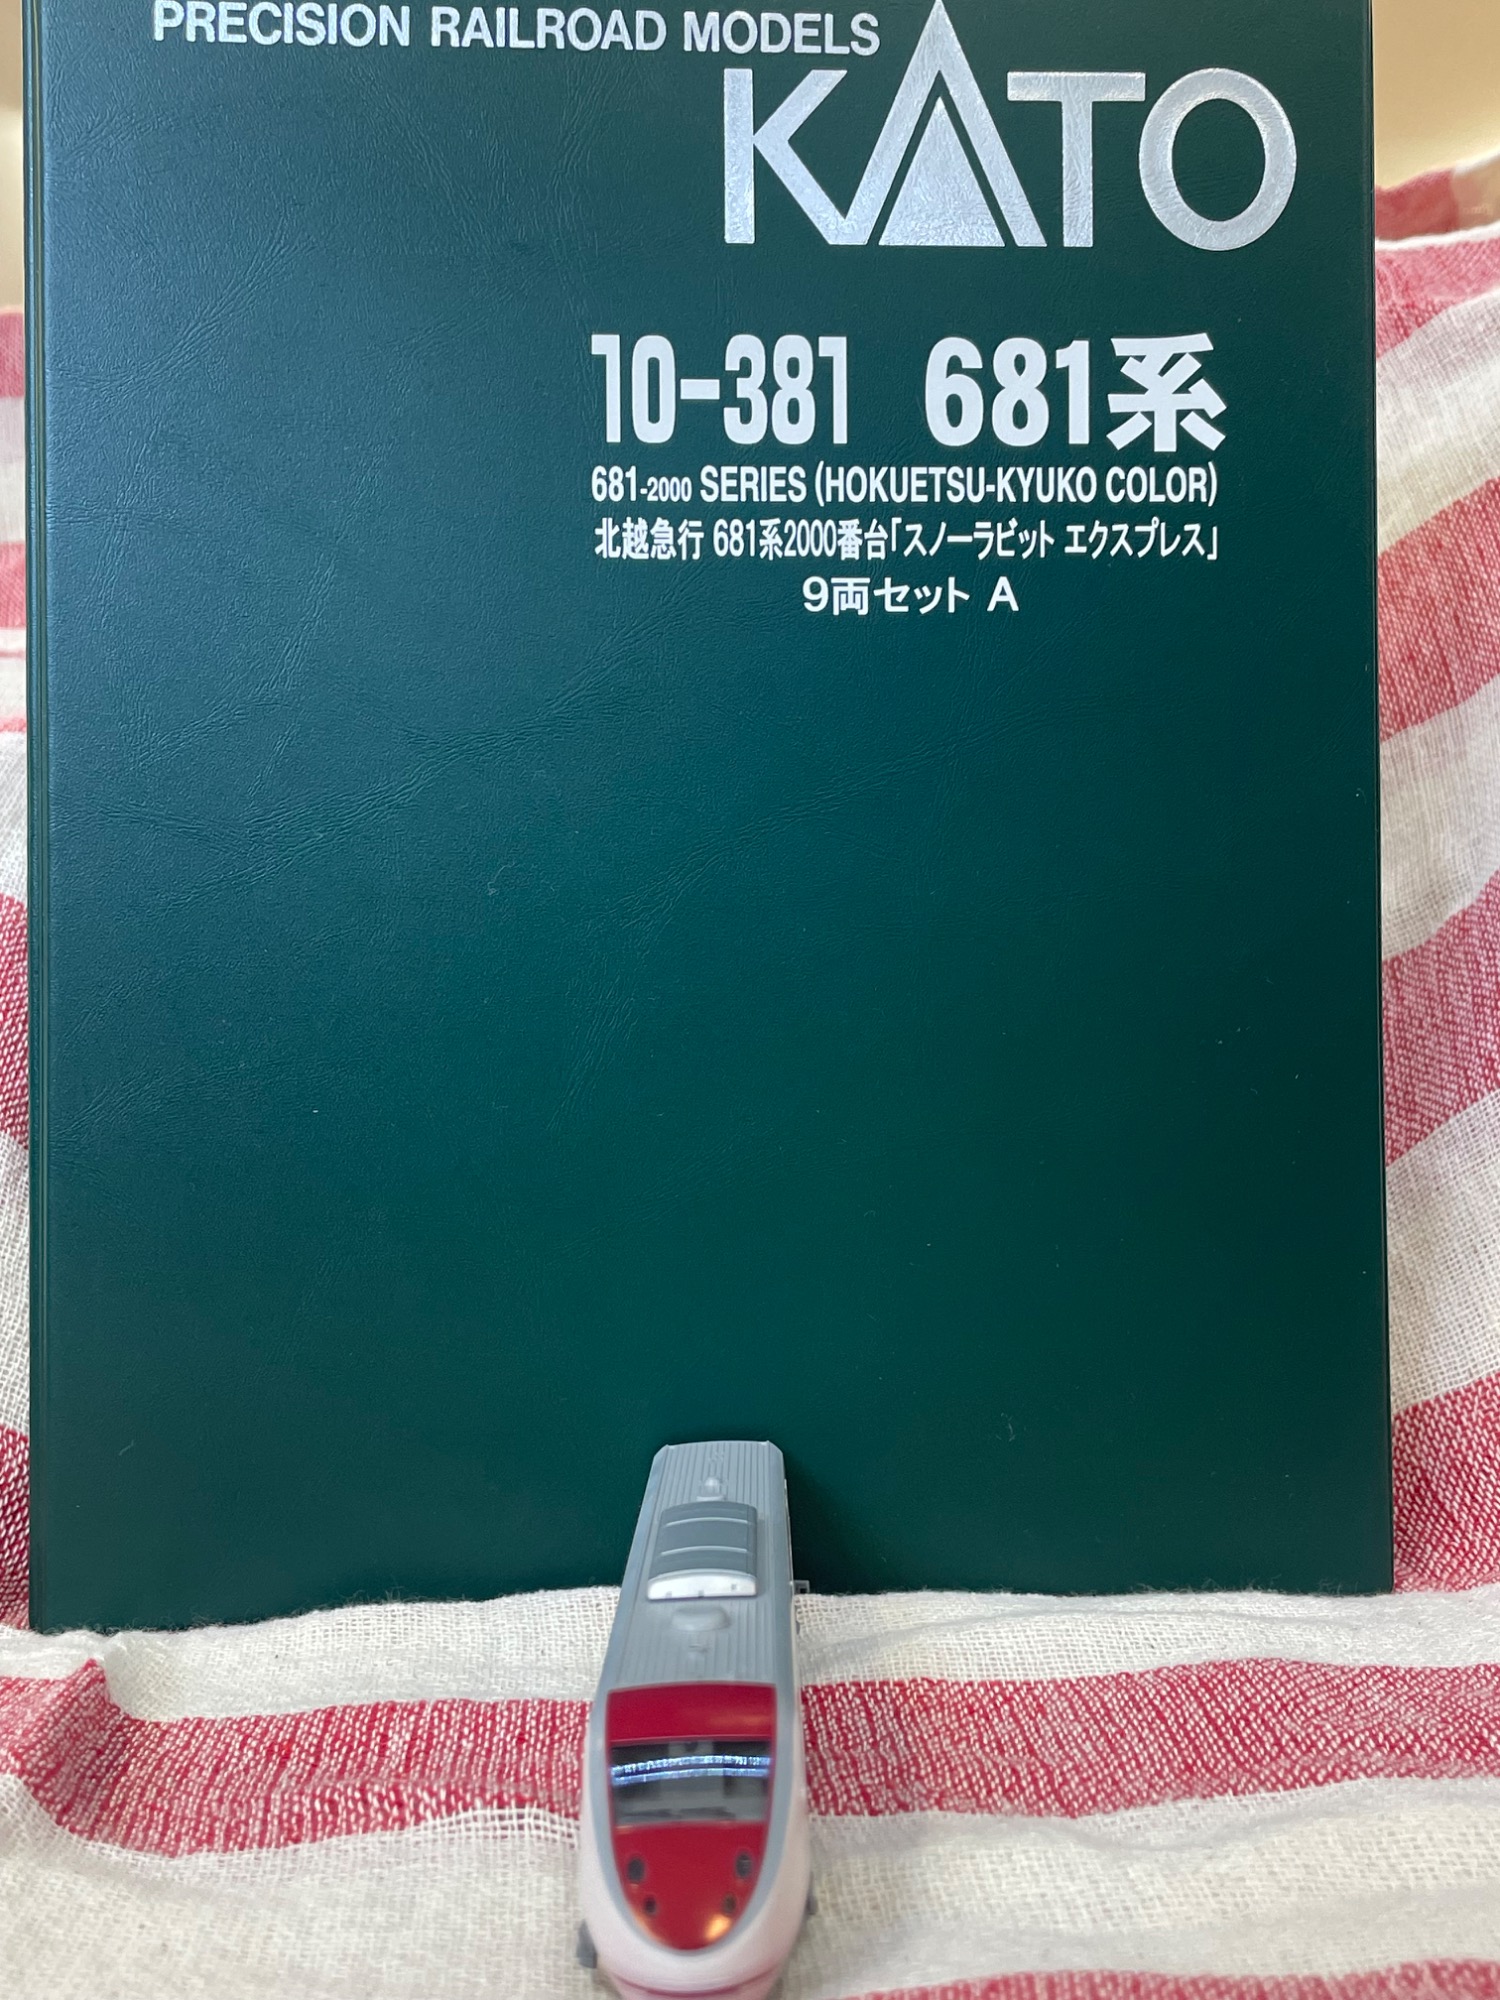 PRECISION RAILROAD MODELS
KATO
10-381 681系
681-2000 SERIES (HOKUETSU-KYUKO COLOR)
北越急行 681系2000番台「スノーラビット エクスプレス」
9両セット A